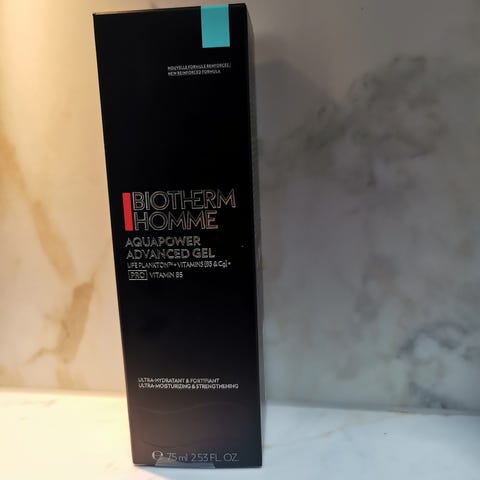 NOUVELLE FORMULE RENFORCÉE/
NEW REINFORCED FORMULA
BIOTHERM
HOMME
AQUAPOWER
ADVANCED GEL
LIFE PLANKTON™ + VITAMINS [B3 & Cg] +
PRO VITAMIN B5
ULTRA-HYDRATANT & FORTIFIANT
ULTRA-MOISTURIZING & STRENGTHENING
℮ 75 ml 2.53 FL. OZ.